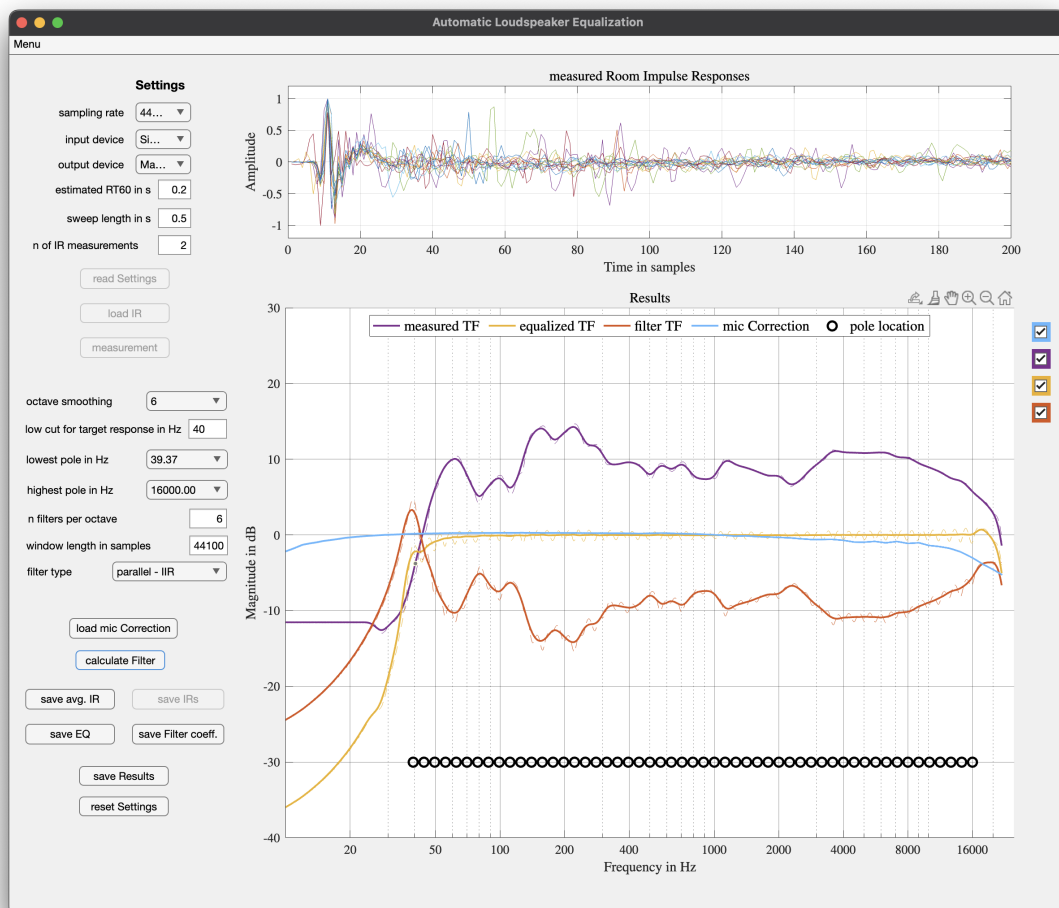 Automatic Loudspeaker Equalization
Menu
Settings
sampling rate 44...
input device Si...
output device Ma...
estimated RT60 in s 0.2
sweep length in s 0.5
n of IR measurements 2
read Settings
load IR
measurement
octave smoothing 6
low cut for target response in Hz 40
lowest pole in Hz 39.37
highest pole in Hz 16000.00
n filters per octave 6
window length in samples 44100
filter type parallel - IIR
load mic Correction
calculate Filter
save avg. IR save IRs
save EQ save Filter coeff.
save Results
reset Settings
measured Room Impulse Responses
Amplitude
1
0.5
0
-0.5
-1
0 20 40 60 80 100 120 140 160 180 200
Time in samples
Results
measured TF equalized TF filter TF mic Correction pole location
Magnitude in dB
30
20
10
0
-10
-20
-30
-40
20 50 100 200 400 1000 2000 4000 8000 16000
Frequency in Hz